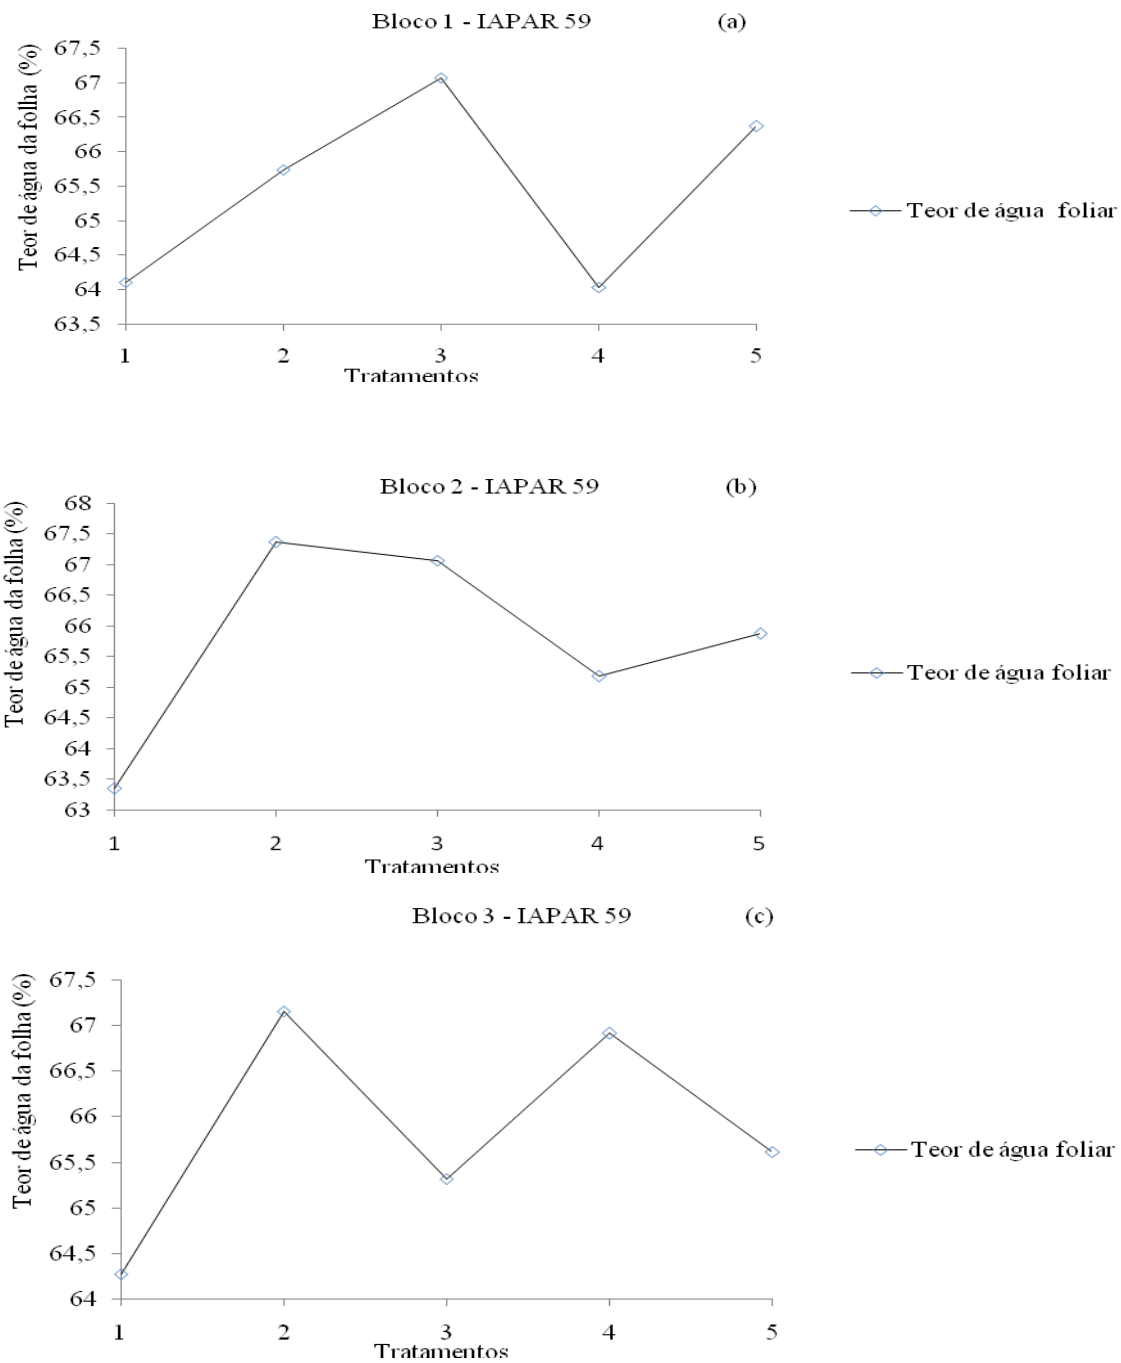 Bloco 1 - IAPAR 59 (a)
Teor de água da folha (%)
67,5
67
66,5
66
65,5
65
64,5
64
63,5
1 2 3 4 5
Tratamentos
Teor de água foliar
Bloco 2 - IAPAR 59 (b)
Teor de água da folha (%)
68
67,5
67
66,5
66
65,5
65
64,5
64
63,5
63
1 2 3 4 5
Tratamentos
Teor de água foliar
Bloco 3 - IAPAR 59 (c)
Teor de água da folha (%)
67,5
67
66,5
66
65,5
65
64,5
64
1 2 3 4 5
Tratamentos
Teor de água foliar